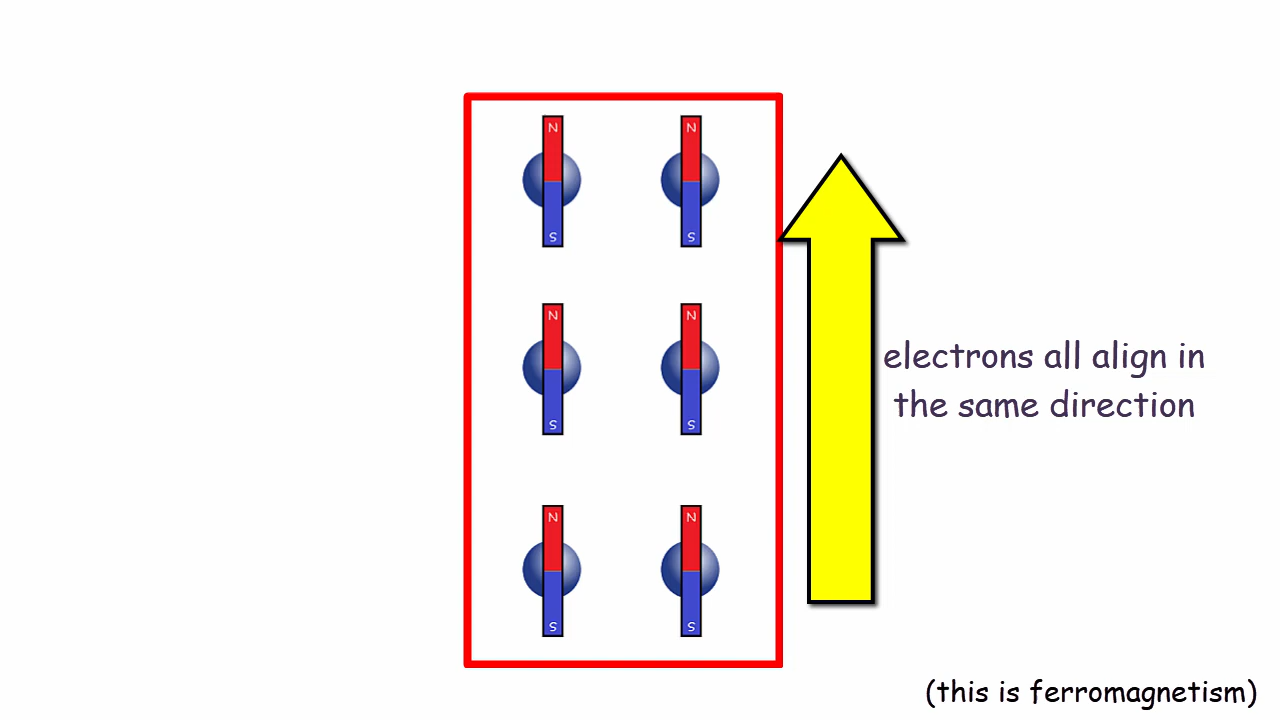 N N
S S
N N
S S
electrons all align in
the same direction
N N
S S
(this is ferromagnetism)